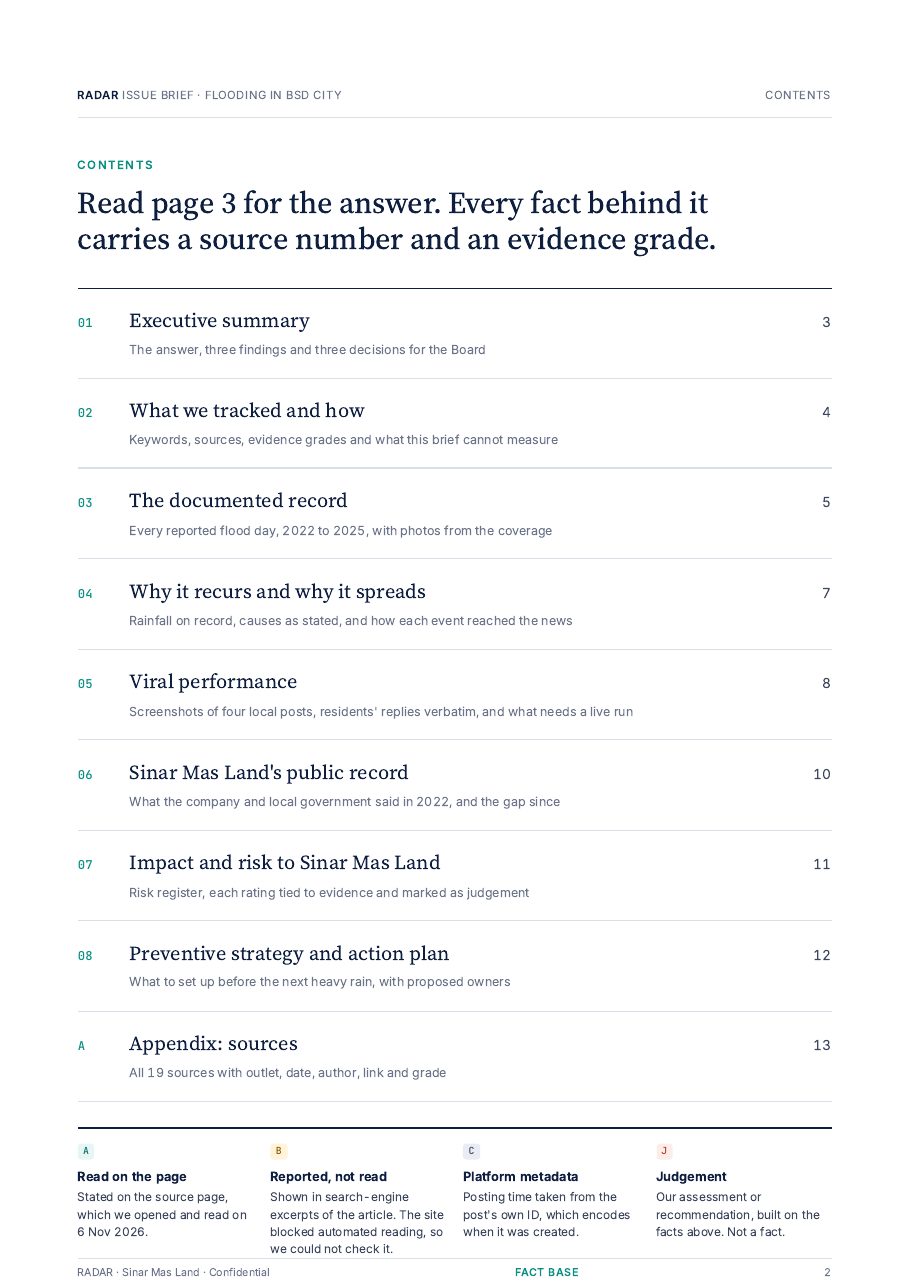 RADAR ISSUE BRIEF · FLOODING IN BSD CITY
CONTENTS
CONTENTS
Read page 3 for the answer. Every fact behind it
carries a source number and an evidence grade.
01 Executive summary 3
The answer, three findings and three decisions for the Board
02 What we tracked and how 4
Keywords, sources, evidence grades and what this brief cannot measure
03 The documented record 5
Every reported flood day, 2022 to 2025, with photos from the coverage
04 Why it recurs and why it spreads 7
Rainfall on record, causes as stated, and how each event reached the news
05 Viral performance 8
Screenshots of four local posts, residents' replies verbatim, and what needs a live run
06 Sinar Mas Land's public record 10
What the company and local government said in 2022, and the gap since
07 Impact and risk to Sinar Mas Land 11
Risk register, each rating tied to evidence and marked as judgement
08 Preventive strategy and action plan 12
What to set up before the next heavy rain, with proposed owners
A Appendix: sources 13
All 19 sources with outlet, date, author, link and grade
A
Read on the page
Stated on the source page,
which we opened and read on
6 Nov 2026.
B
Reported, not read
Shown in search-engine
excerpts of the article. The site
blocked automated reading, so
we could not check it.
C
Platform metadata
Posting time taken from the
post's own ID, which encodes
when it was created.
J
Judgement
Our assessment or
recommendation, built on the
facts above. Not a fact.
RADAR · Sinar Mas Land · Confidential
FACT BASE
2